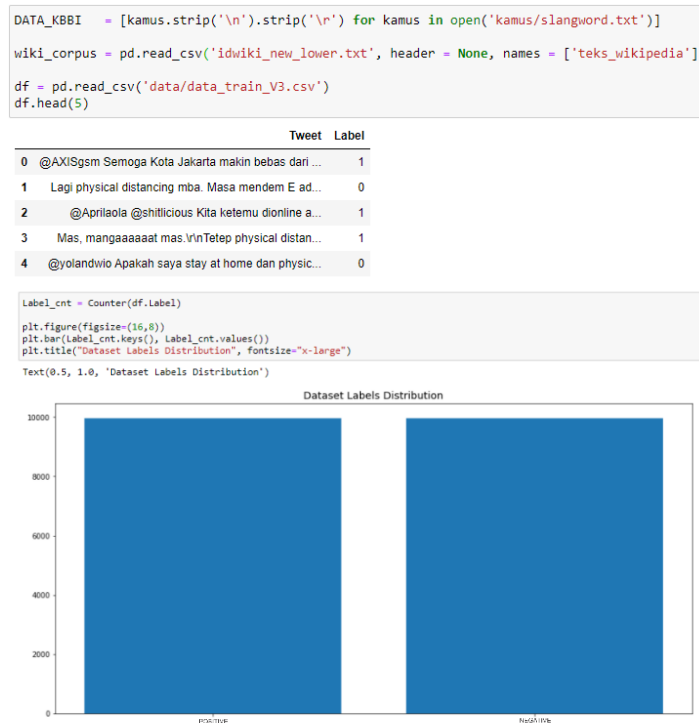 DATA_KBBI = [kamus.strip('\n').strip('\r') for kamus in open('kamus/slangword.txt')]
wiki_corpus = pd.read_csv('idwiki_new_lower.txt', header = None, names = ['teks_wikipedia']
df = pd.read_csv('data/data_train_V3.csv')
df.head(5)
Tweet Label
0 @AXISgsm Semoga Kota Jakarta makin bebas dari ... 1
1 Lagi physical distancing mba. Masa mendem E ad... 0
2 @Aprilaola @shitlicious Kita ketemu dionline a... 1
3 Mas, mangaaaaaat mas.\r\nTetep physical distan... 1
4 @yolandwio Apakah saya stay at home dan physic... 0
Label_cnt = Counter(df.Label)
plt.figure(figsize=(16,8))
plt.bar(Label_cnt.keys(), Label_cnt.values())
plt.title("Dataset Labels Distribution", fontsize="x-large")
Text(0.5, 1.0, 'Dataset Labels Distribution')
Dataset Labels Distribution
10000
8000
6000
4000
2000
0
POSITIVE NEGATIVE